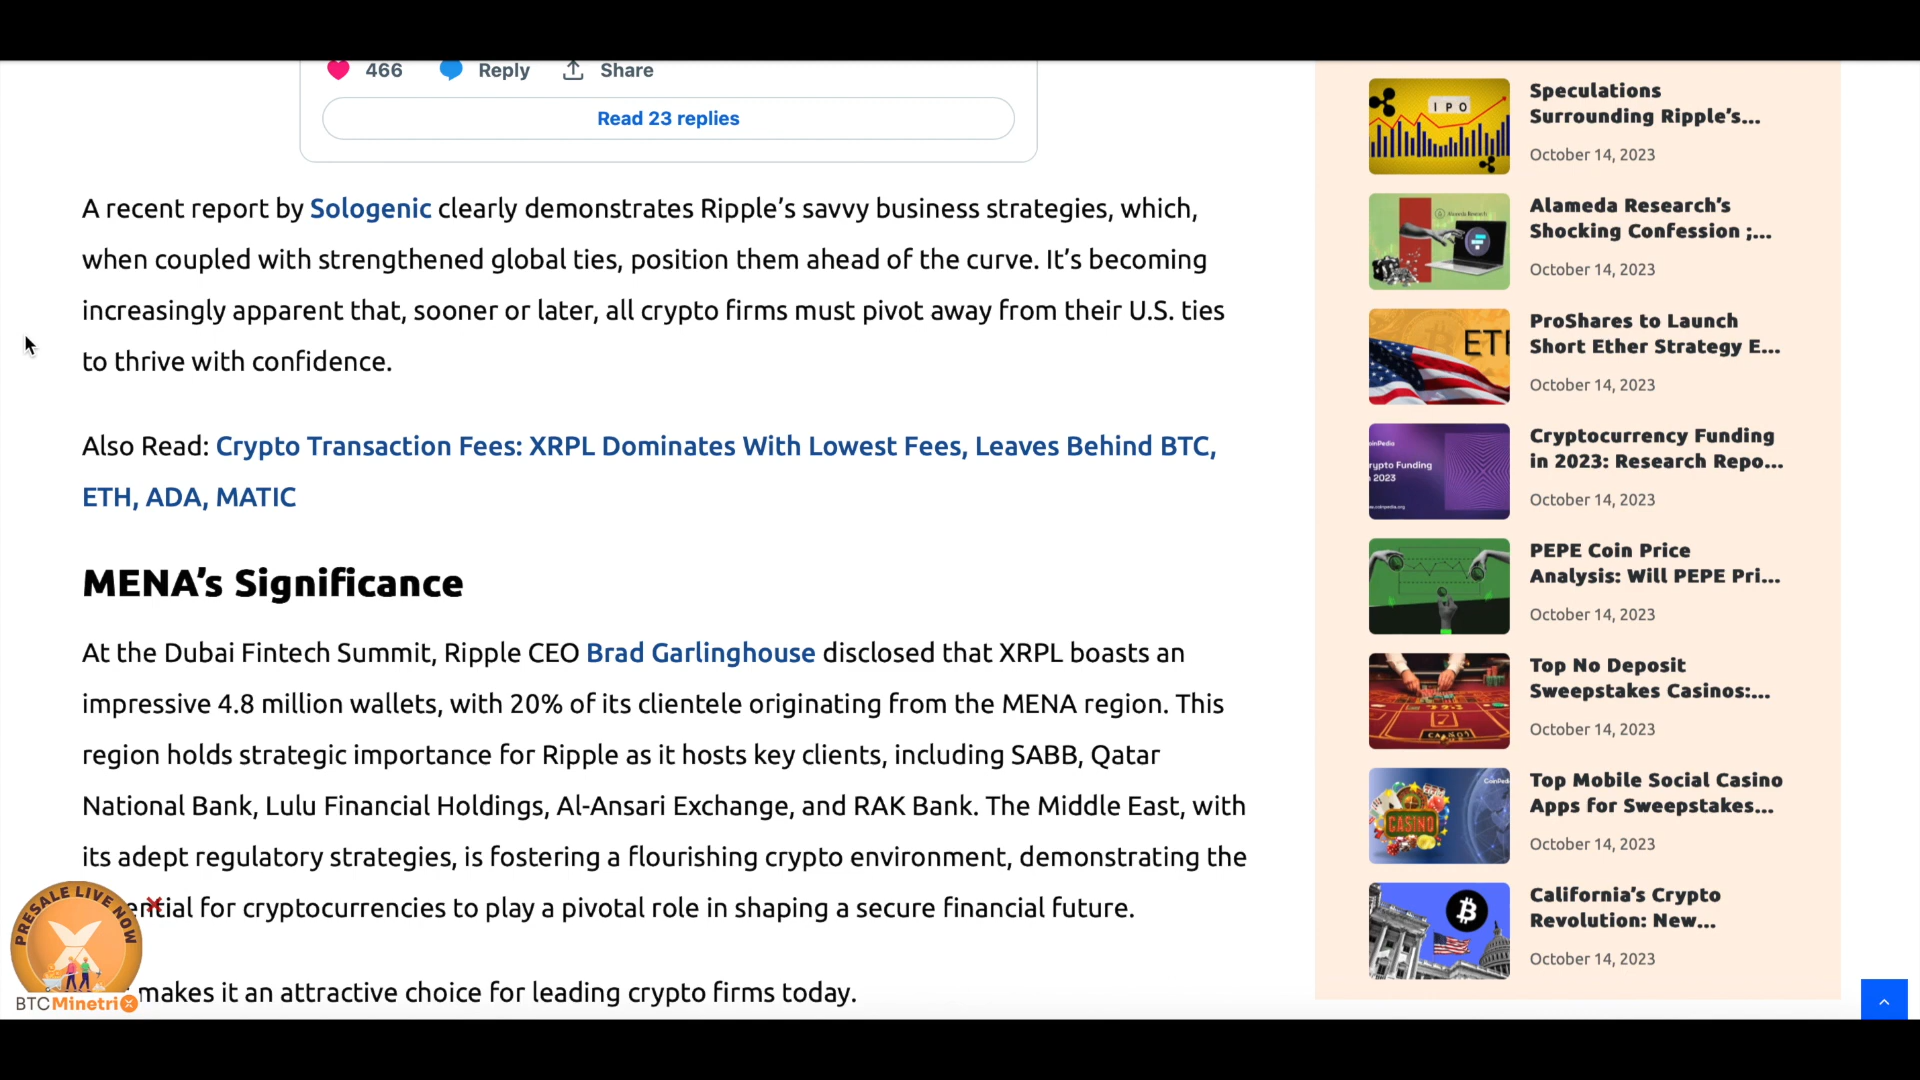 466 Reply Share
Read 23 replies
A recent report by Sologenic clearly demonstrates Ripple’s savvy business strategies, which,
when coupled with strengthened global ties, position them ahead of the curve. It’s becoming
increasingly apparent that, sooner or later, all crypto firms must pivot away from their U.S. ties
to thrive with confidence.
Also Read: Crypto Transaction Fees: XRPL Dominates With Lowest Fees, Leaves Behind BTC,
ETH, ADA, MATIC
MENA’s Significance
At the Dubai Fintech Summit, Ripple CEO Brad Garlinghouse disclosed that XRPL boasts an
impressive 4.8 million wallets, with 20% of its clientele originating from the MENA region. This
region holds strategic importance for Ripple as it hosts key clients, including SABB, Qatar
National Bank, Lulu Financial Holdings, Al-Ansari Exchange, and RAK Bank. The Middle East, with
its adept regulatory strategies, is fostering a flourishing crypto environment, demonstrating the
ential for cryptocurrencies to play a pivotal role in shaping a secure financial future.
makes it an attractive choice for leading crypto firms today.
PRESALE LIVE NOW
BTCMinetrix
IPO
Speculations
Surrounding Ripple’s...
October 14, 2023
Alameda Research
Alameda Research’s
Shocking Confession ;...
October 14, 2023
ETH
ProShares to Launch
Short Ether Strategy E...
October 14, 2023
oinPedia
rypto Funding
2023
Cryptocurrency Funding
in 2023: Research Repo...
October 14, 2023
PEPE Coin Price
Analysis: Will PEPE Pri...
October 14, 2023
CASINO
Top No Deposit
Sweepstakes Casinos:...
October 14, 2023
CoinPedi
CASINO
Top Mobile Social Casino
Apps for Sweepstakes...
October 14, 2023
California’s Crypto
Revolution: New...
October 14, 2023